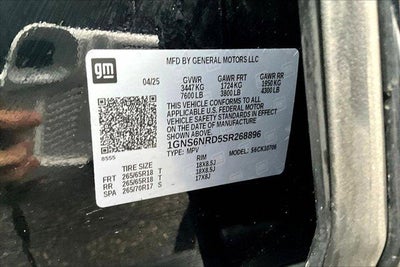 gm
MFD BY GENERAL MOTORS LLC
04/25 GVWR GAWR FRT GAWR RR
3447 KG 1724 KG 1950 KG
7600 LB 3800 LB 4300 LB
THIS VEHICLE CONFORMS TO ALL
APPLICABLE U.S. FEDERAL MOTOR
VEHICLE SAFETY STANDARDS IN EFFECT
ON THE DATE OF MANUFACTURE
SHOWN ABOVE.
1GNS6NRD5SR268896
TYPE: MPV MODEL: S6CK10706
8555
TIRE SIZE RIM
FRT 265/65R18 T 18X8.5J
RR 265/65R18 T 18X8.5J
SPA 265/70R17 S 17X8J